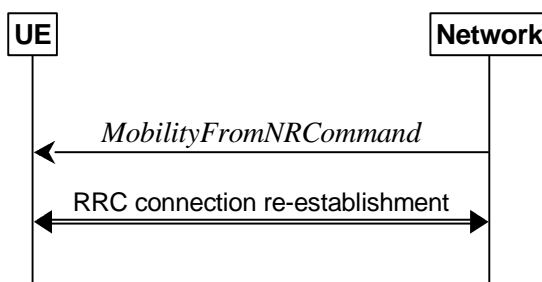 UE
Network
MobilityFromNRCommand
RRC connection re-establishment